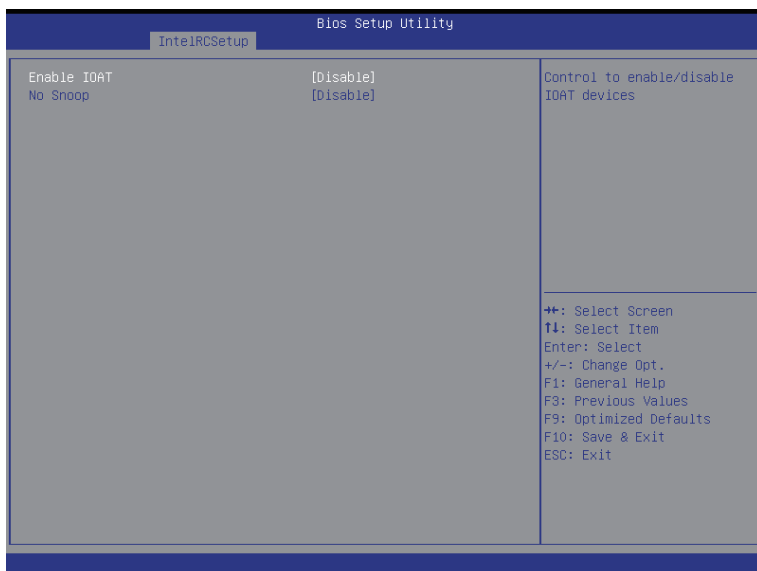 Bios Setup Utility
IntelRCSetup
Enable IOAT [Disable]
No Snoop [Disable]
Control to enable/disable
IOAT devices
→←: Select Screen
↑↓: Select Item
Enter: Select
+/-: Change Opt.
F1: General Help
F3: Previous Values
F9: Optimized Defaults
F10: Save & Exit
ESC: Exit